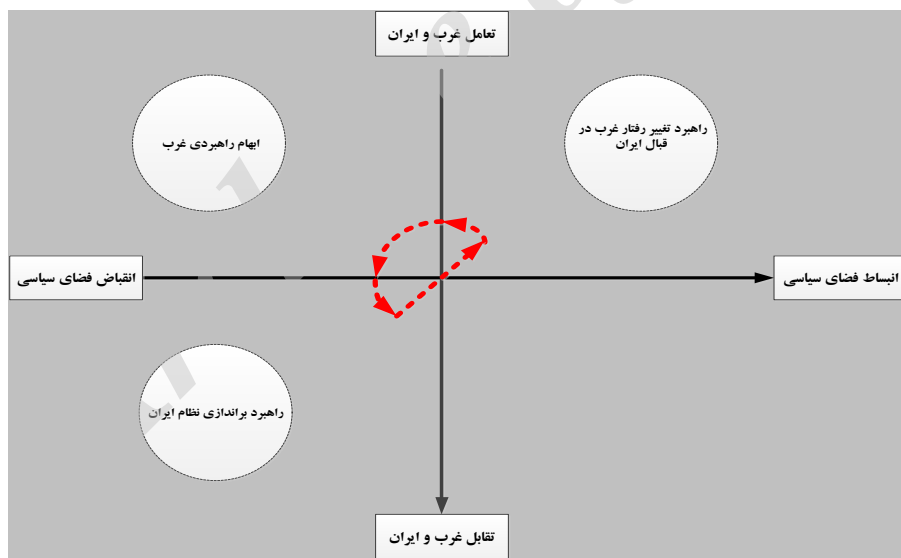 تعامل غرب و ایران
راهبرد تغییر رفتار غرب در
قبال ایران
ابهام راهبردی غرب
انبساط فضای سیاسی
انقباض فضای سیاسی
راهبرد براندازی نظام ایران
تقابل غرب و ایران